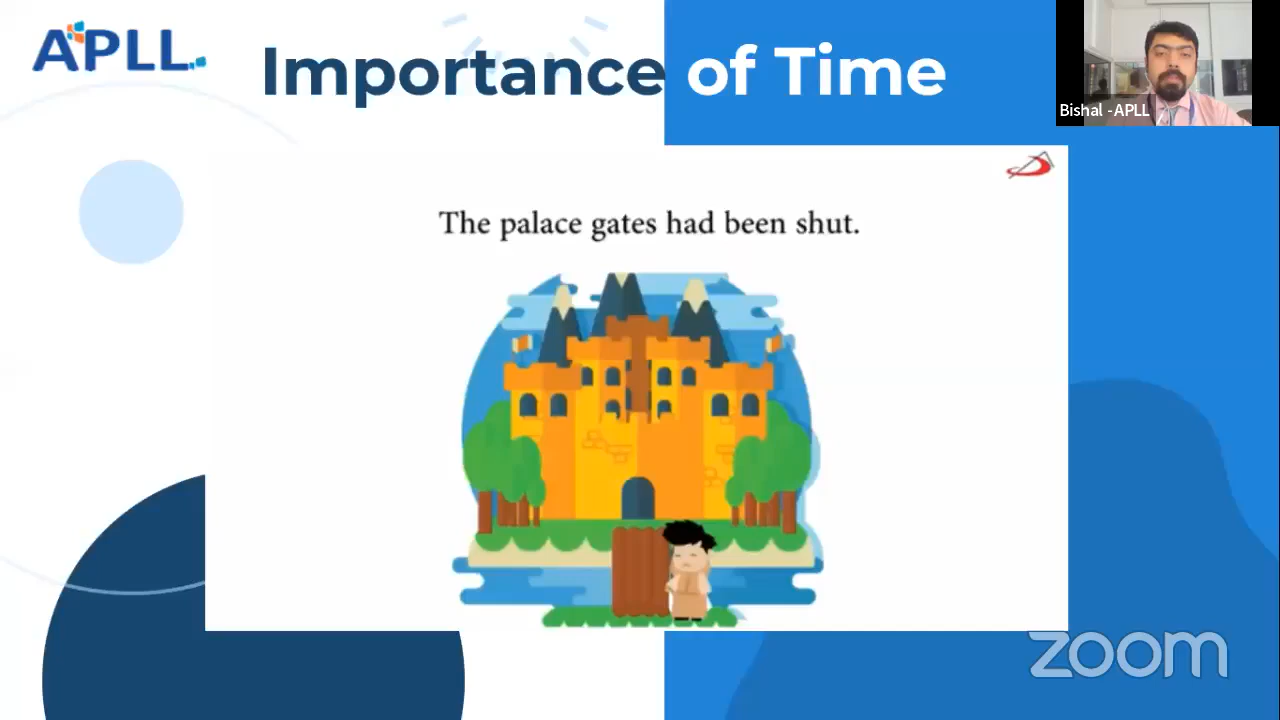 APLL
Importance of Time
Bishal -APLL
The palace gates had been shut.
zoom